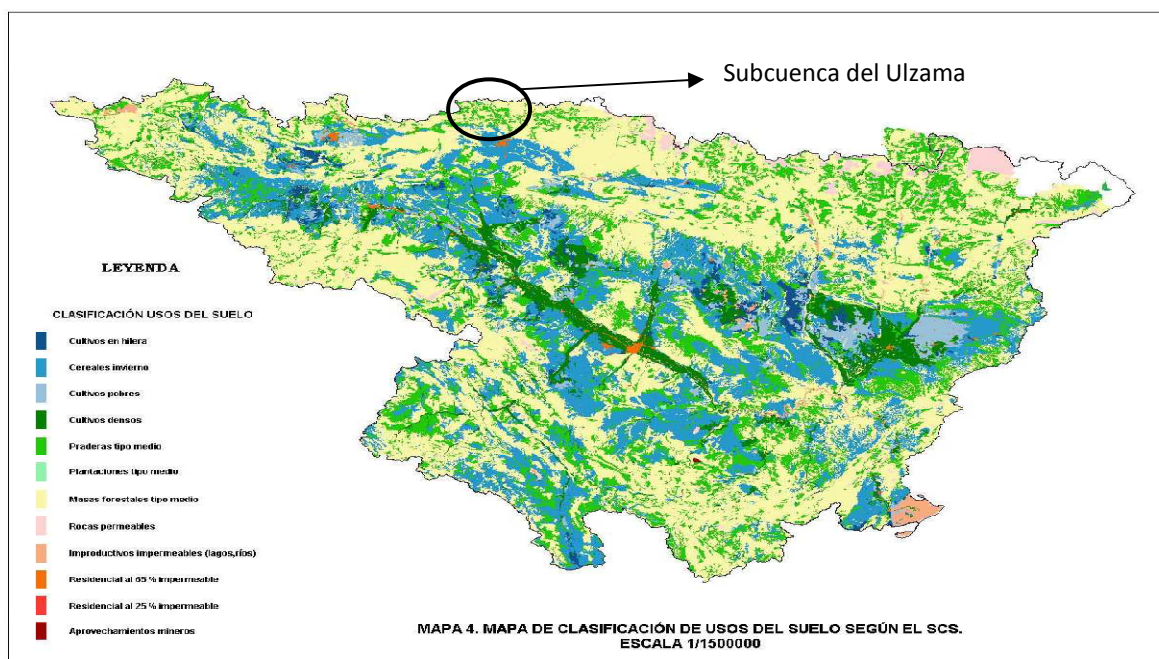 Subcuenca del Ulzama
LEYENDA
CLASIFICACIÓN USOS DEL SUELO
Cultivos en hilera
Cereales invierno
Cultivos pobres
Cultivos densos
Praderas tipo medio
Plantaciones tipo medio
Masas forestales tipo medio
Rocas permeables
Improductivos impermeables (lagos,ríos)
Residencial al 65 % impermeable
Residencial al 25 % impermeable
Aprovechamientos mineros
MAPA 4. MAPA DE CLASIFICACIÓN DE USOS DEL SUELO SEGÚN EL SCS.
ESCALA 1/1500000